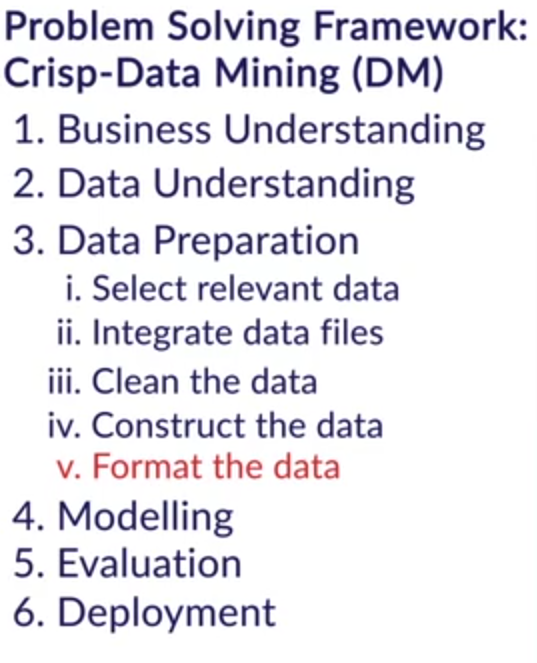 Problem Solving Framework:
Crisp-Data Mining (DM)
1. Business Understanding
2. Data Understanding
3. Data Preparation
i. Select relevant data
ii. Integrate data files
iii. Clean the data
iv. Construct the data
v. Format the data
4. Modelling
5. Evaluation
6. Deployment